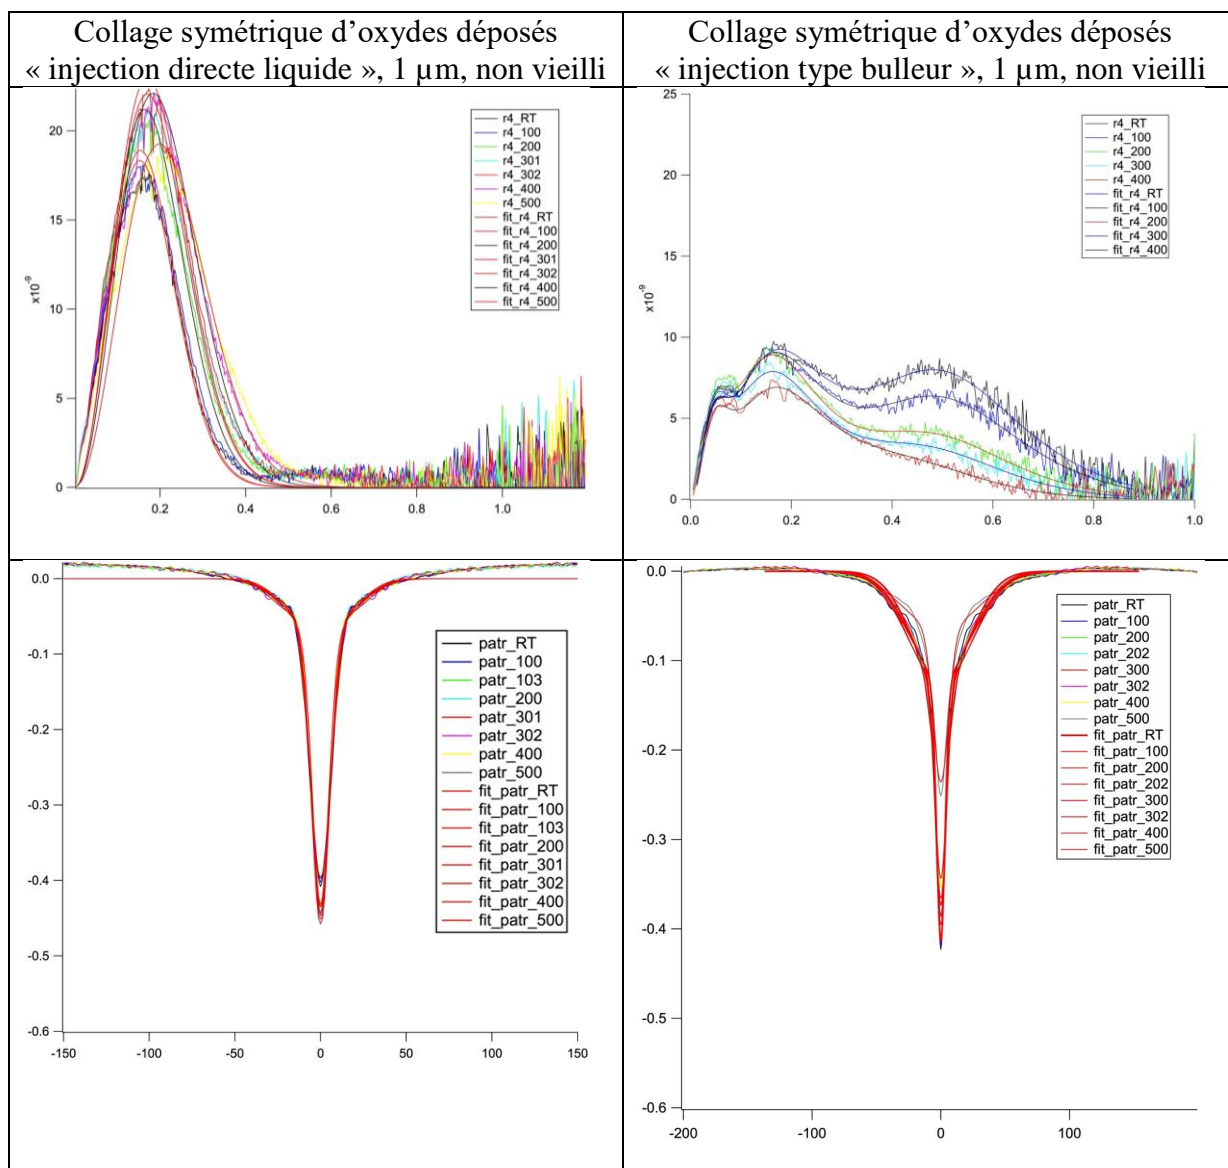 Collage symétrique d’oxydes déposés
« injection directe liquide », 1 µm, non vieilli
Collage symétrique d’oxydes déposés
« injection type bulleur », 1 µm, non vieilli
20
15
10
5
0
x10⁻⁹
0.2
0.4
0.6
0.8
1.0
r4_RT
r4_100
r4_200
r4_301
r4_302
r4_400
r4_500
fit_r4_RT
fit_r4_100
fit_r4_200
fit_r4_301
fit_r4_302
fit_r4_400
fit_r4_500
25
20
15
10
5
0
x10⁻⁹
0.0
0.2
0.4
0.6
0.8
1.0
r4_RT
r4_100
r4_200
r4_300
r4_400
fit_r4_RT
fit_r4_100
fit_r4_200
fit_r4_300
fit_r4_400
0.0
-0.1
-0.2
-0.3
-0.4
-0.5
-0.6
-150
-100
-50
0
50
100
150
patr_RT
patr_100
patr_103
patr_200
patr_301
patr_302
patr_400
patr_500
fit_patr_RT
fit_patr_100
fit_patr_103
fit_patr_200
fit_patr_301
fit_patr_302
fit_patr_400
fit_patr_500
0.0
-0.1
-0.2
-0.3
-0.4
-0.5
-0.6
-200
-100
0
100
patr_RT
patr_100
patr_200
patr_202
patr_300
patr_302
patr_400
patr_500
fit_patr_RT
fit_patr_100
fit_patr_200
fit_patr_202
fit_patr_300
fit_patr_302
fit_patr_400
fit_patr_500